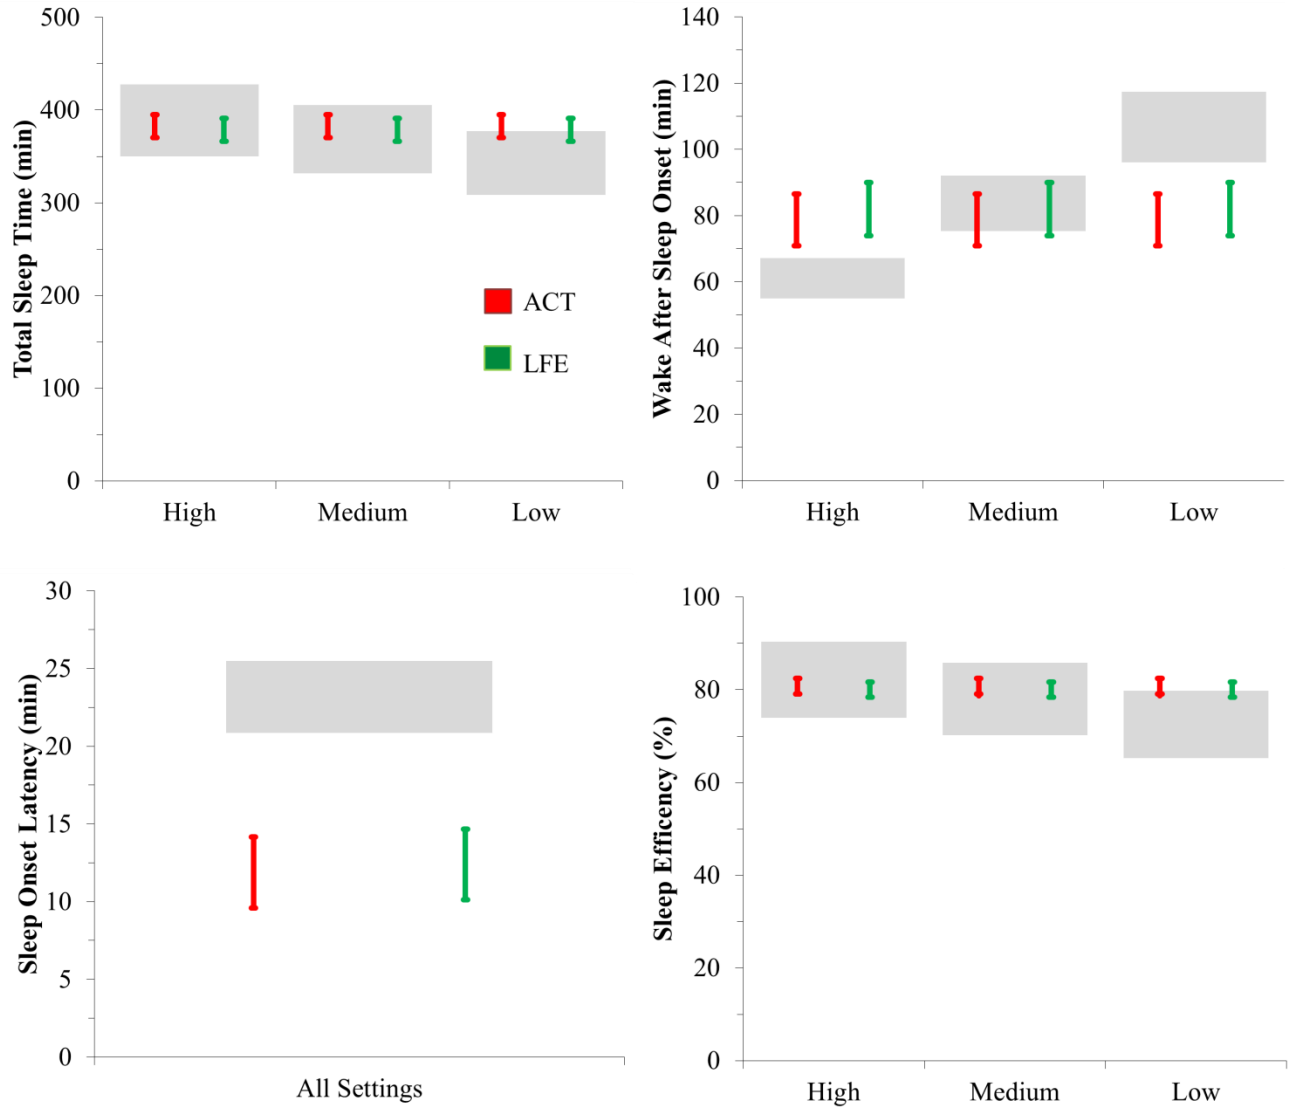 Total Sleep Time (min)
500
400
300
200
100
0
High Medium Low
ACT
LFE
Wake After Sleep Onset (min)
140
120
100
80
60
40
20
0
High Medium Low
Sleep Onset Latency (min)
30
25
20
15
10
5
0
All Settings
Sleep Efficency (%)
100
80
60
40
20
0
High Medium Low